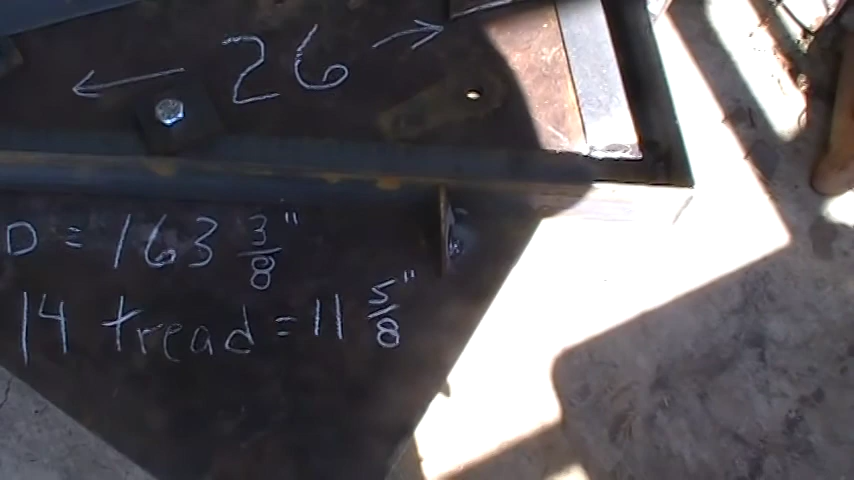 ← 26 →
D = 163 3/8"
14 tread = 11 5/8"